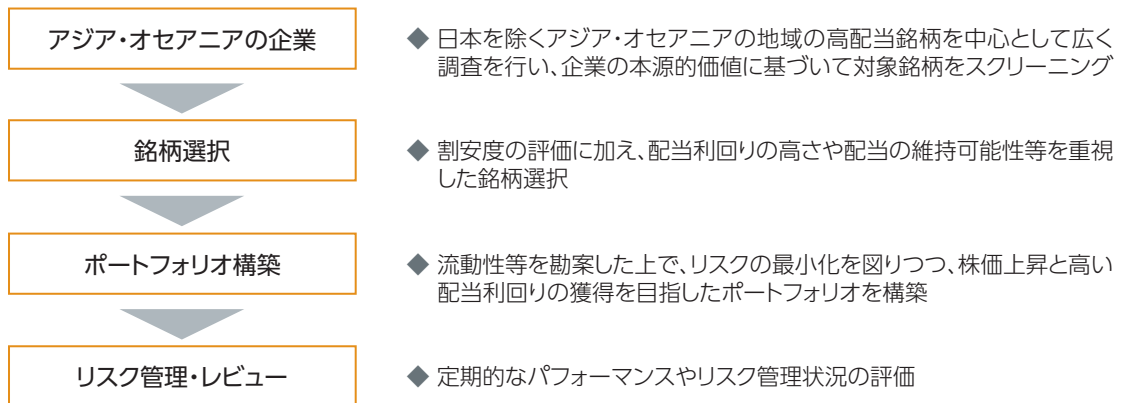 アジア・オセアニアの企業
◆ 日本を除くアジア・オセアニアの地域の高配当銘柄を中心として広く
調査を行い、企業の本源的価値に基づいて対象銘柄をスクリーニング
銘柄選択
◆ 割安度の評価に加え、配当利回りの高さや配当の維持可能性等を重視
した銘柄選択
ポートフォリオ構築
◆ 流動性等を勘案した上で、リスクの最小化を図りつつ、株価上昇と高い
配当利回りの獲得を目指したポートフォリオを構築
リスク管理・レビュー
◆ 定期的なパフォーマンスやリスク管理状況の評価